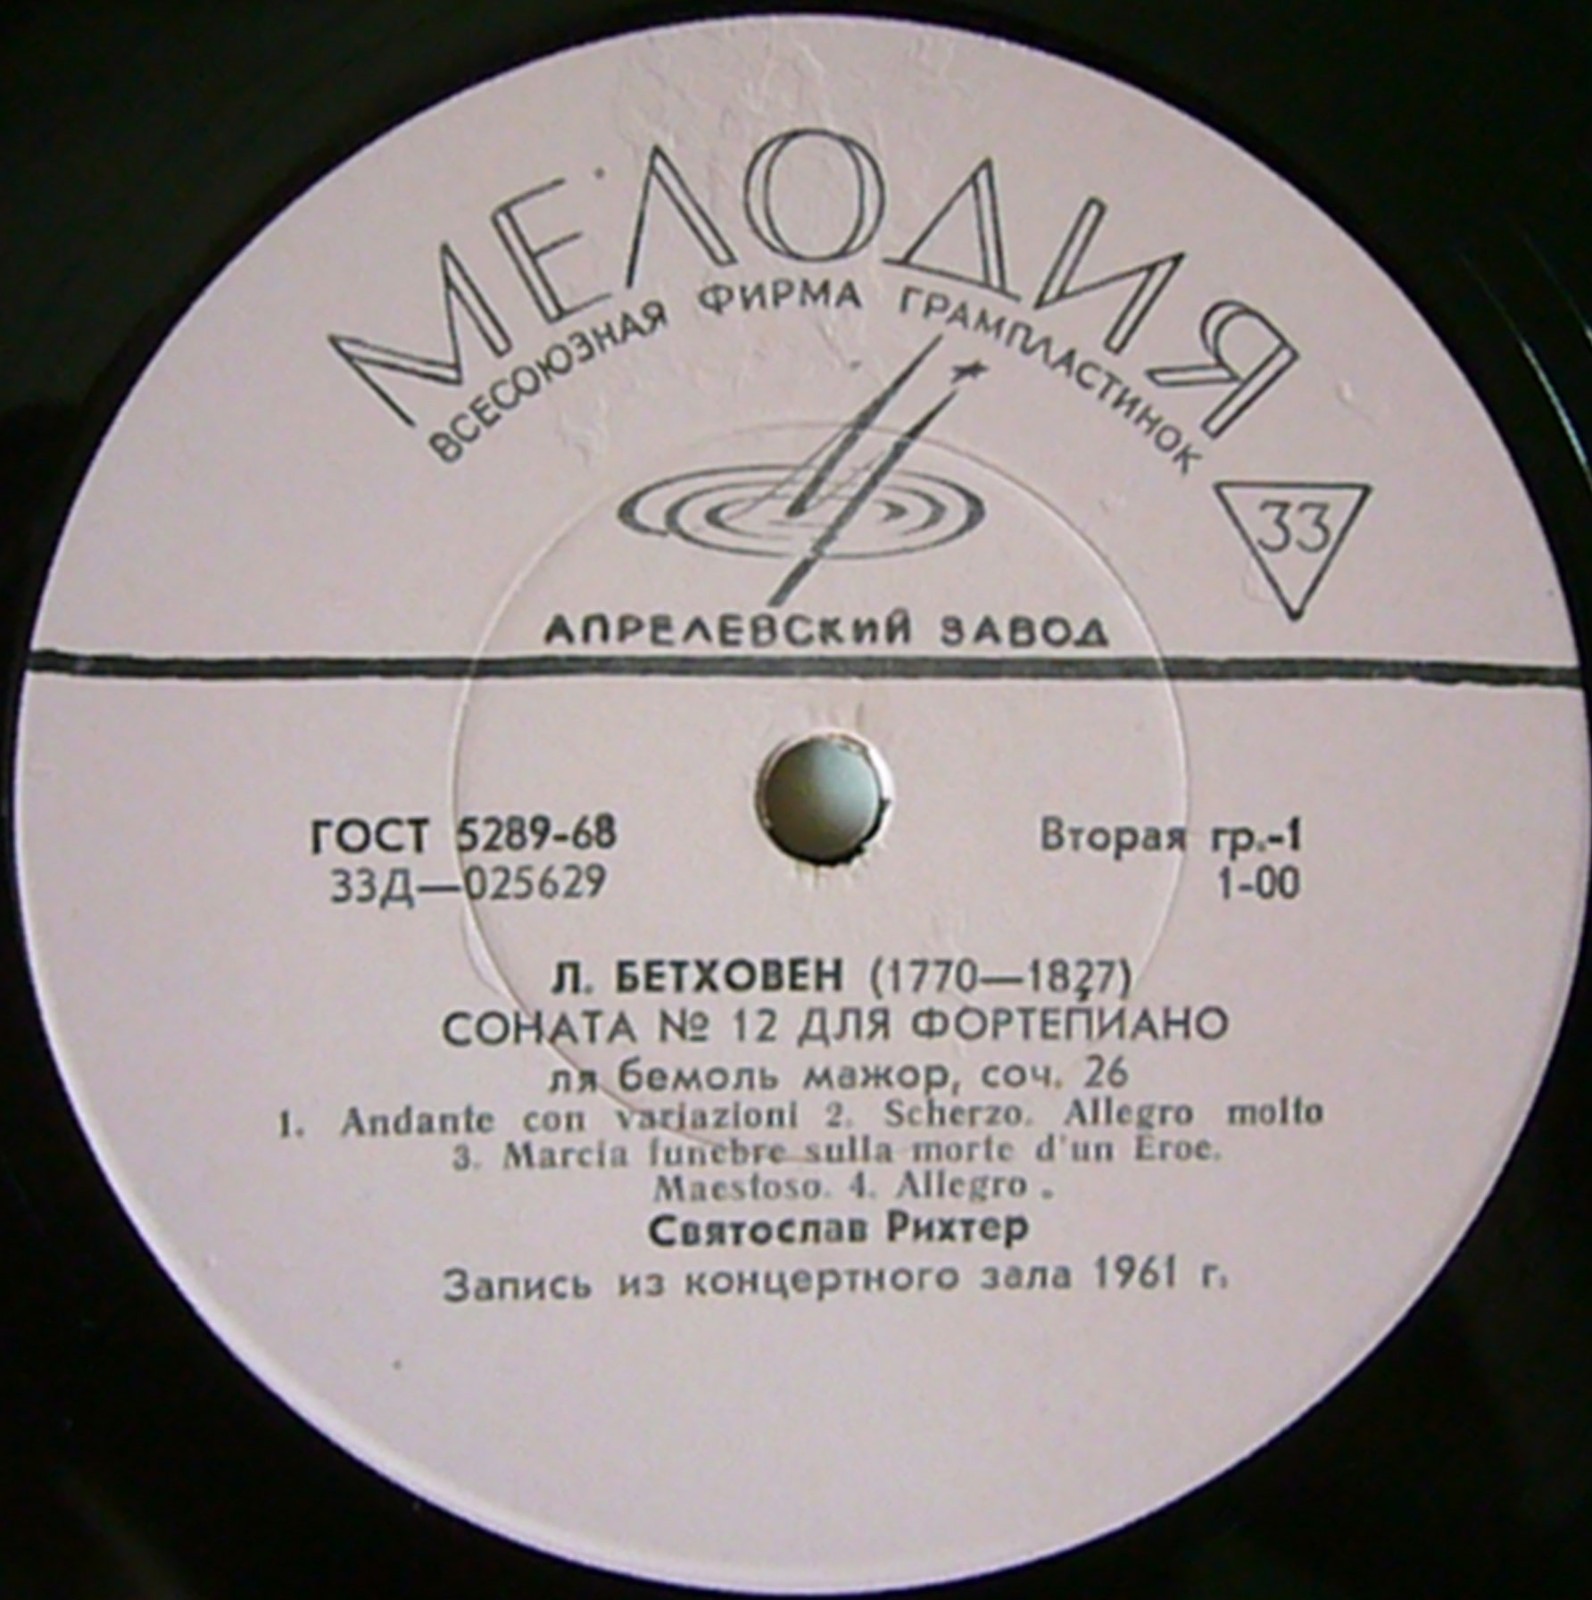 МЕЛОДИЯ
ВСЕСОЮЗНАЯ ФИРМА ГРАМПЛАСТИНОК
33
АПРЕЛЕВСКИЙ ЗАВОД
ГОСТ 5289-68
Вторая гр.-1
33Д—025629
1-00
Л. БЕТХОВЕН (1770—1827)
СОНАТА № 12 ДЛЯ ФОРТЕПИАНО
ля бемоль мажор, соч. 26
1. Andante con variazioni 2. Scherzo. Allegro molto
3. Marcia funebre sulla morte d'un Eroe.
Maestoso. 4. Allegro.
Святослав Рихтер
Запись из концертного зала 1961 г.